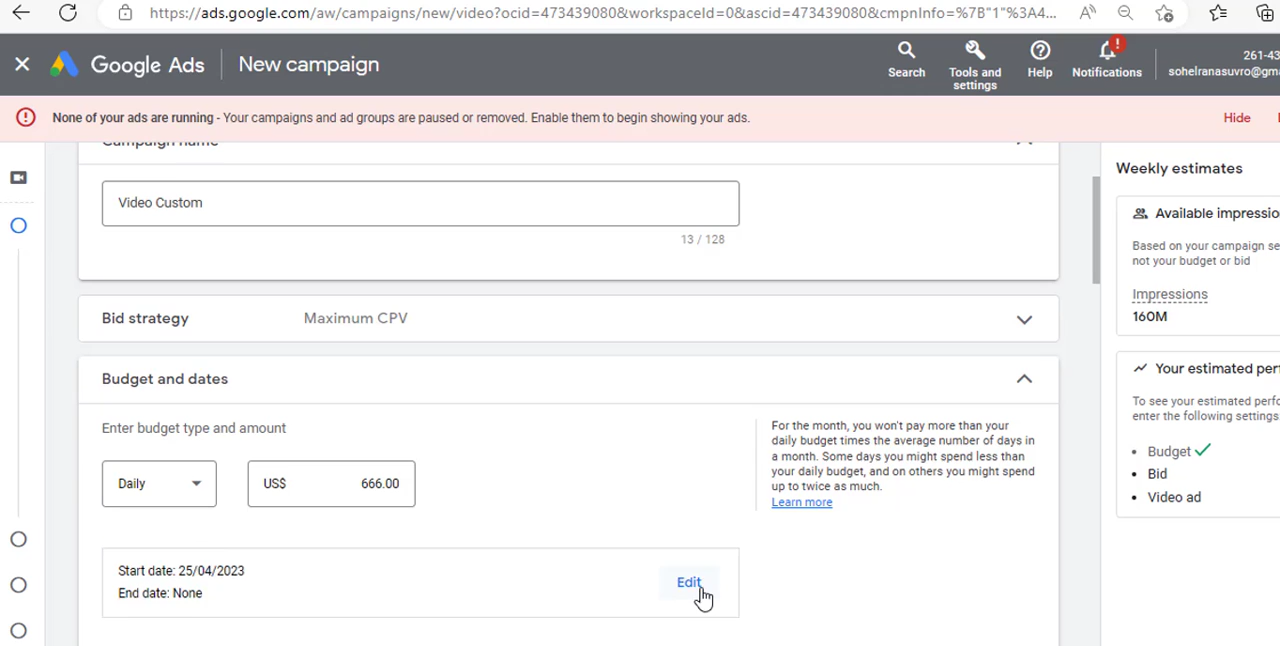 https://ads.google.com/aw/campaigns/new/video?ocid=473439080&workspaceId=0&ascid=473439080&cmpnInfo=%7B"1"%3A4...
Google Ads
New campaign
Search
Tools and settings
Help
Notifications
261-43
sohelranasuvro@gm
None of your ads are running - Your campaigns and ad groups are paused or removed. Enable them to begin showing your ads.
Hide
Campaign name
Video Custom
13 / 128
Bid strategy
Maximum CPV
Budget and dates
Enter budget type and amount
Daily
US$
666.00
For the month, you won't pay more than your
daily budget times the average number of days in
a month. Some days you might spend less than
your daily budget, and on others you might spend
up to twice as much.
Learn more
Start date: 25/04/2023
End date: None
Edit
Weekly estimates
Available impressio
Based on your campaign se
not your budget or bid
Impressions
160M
Your estimated perf
To see your estimated perfo
enter the following settings
Budget
Bid
Video ad